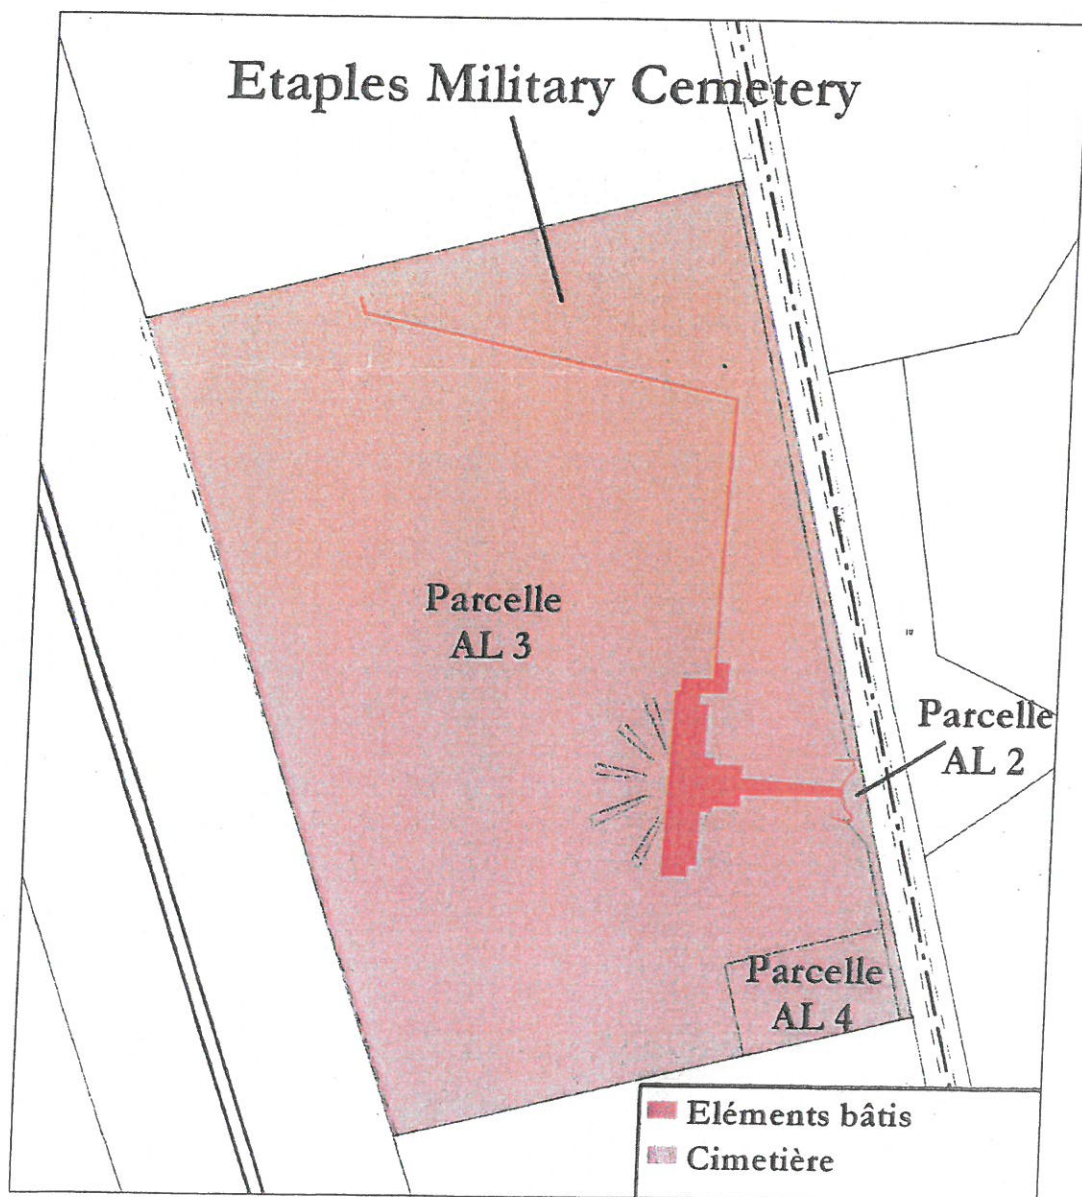 Etaples Military Cemetery
Parcelle
AL 3
Parcelle
AL 2
Parcelle
AL 4
Eléments bâtis
Cimetière